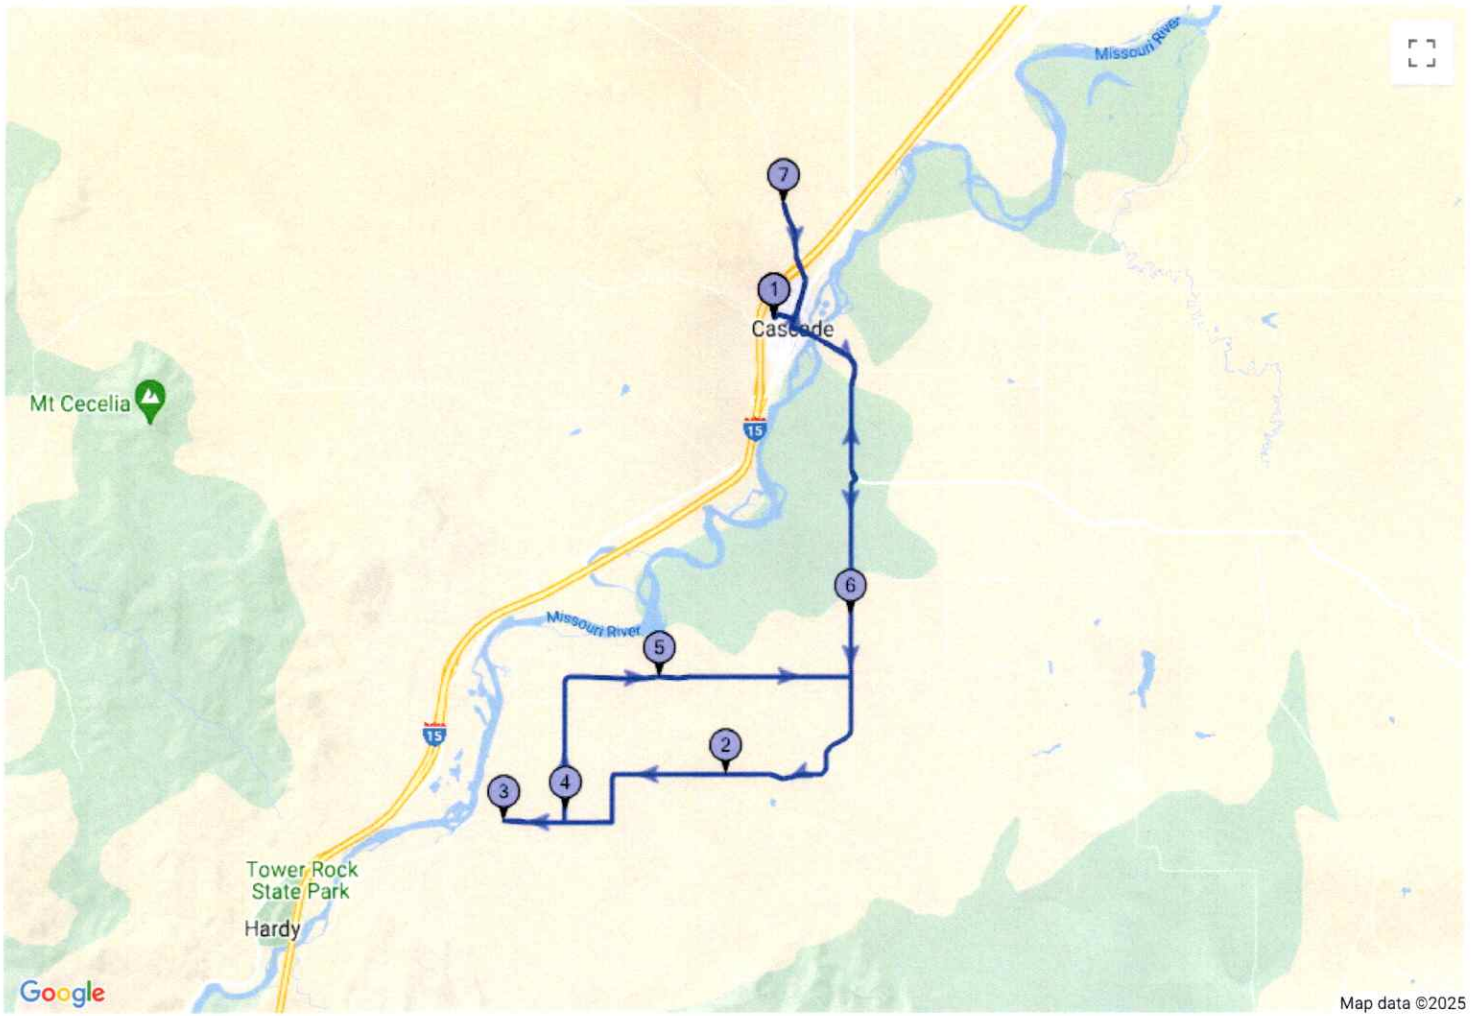 Missouri River
7
1
Cascade
Mt Cecelia
15
6
Missouri River
5
15
2
4
3
Tower Rock
State Park
Hardy
Google
Map data ©2025